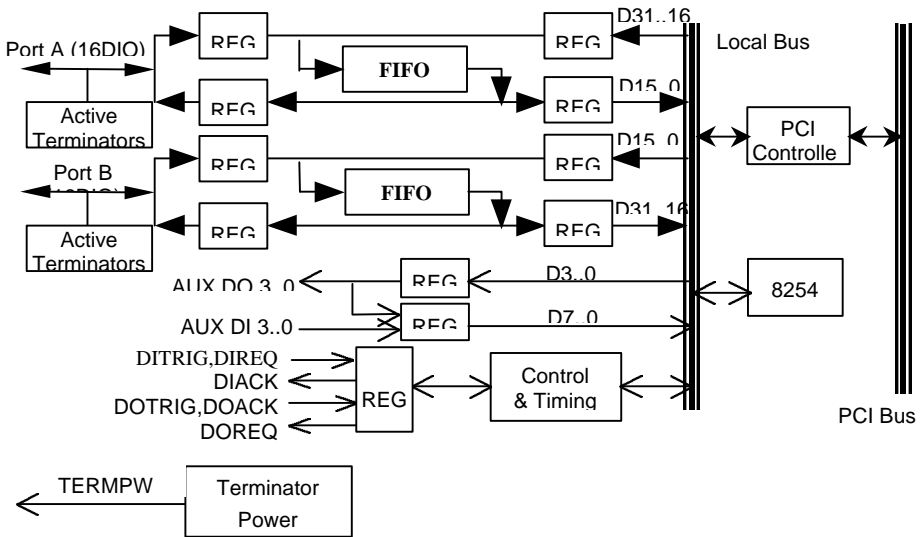 REG
REG
D31..16
Local Bus
Port A (16DIO)
FIFO
REG
REG
D15..0
Active
Terminators
PCI
Controlle
REG
REG
D15..0
Port B
FIFO
REG
REG
D31..16
Active
Terminators
AUX DO 3..0
REG
D3..0
8254
AUX DI 3..0
REG
D7..0
DITRIG,DIREQ
DIACK
DOTRIG,DOACK
DOREQ
REG
Control
& Timing
PCI Bus
TERMPW
Terminator
Power